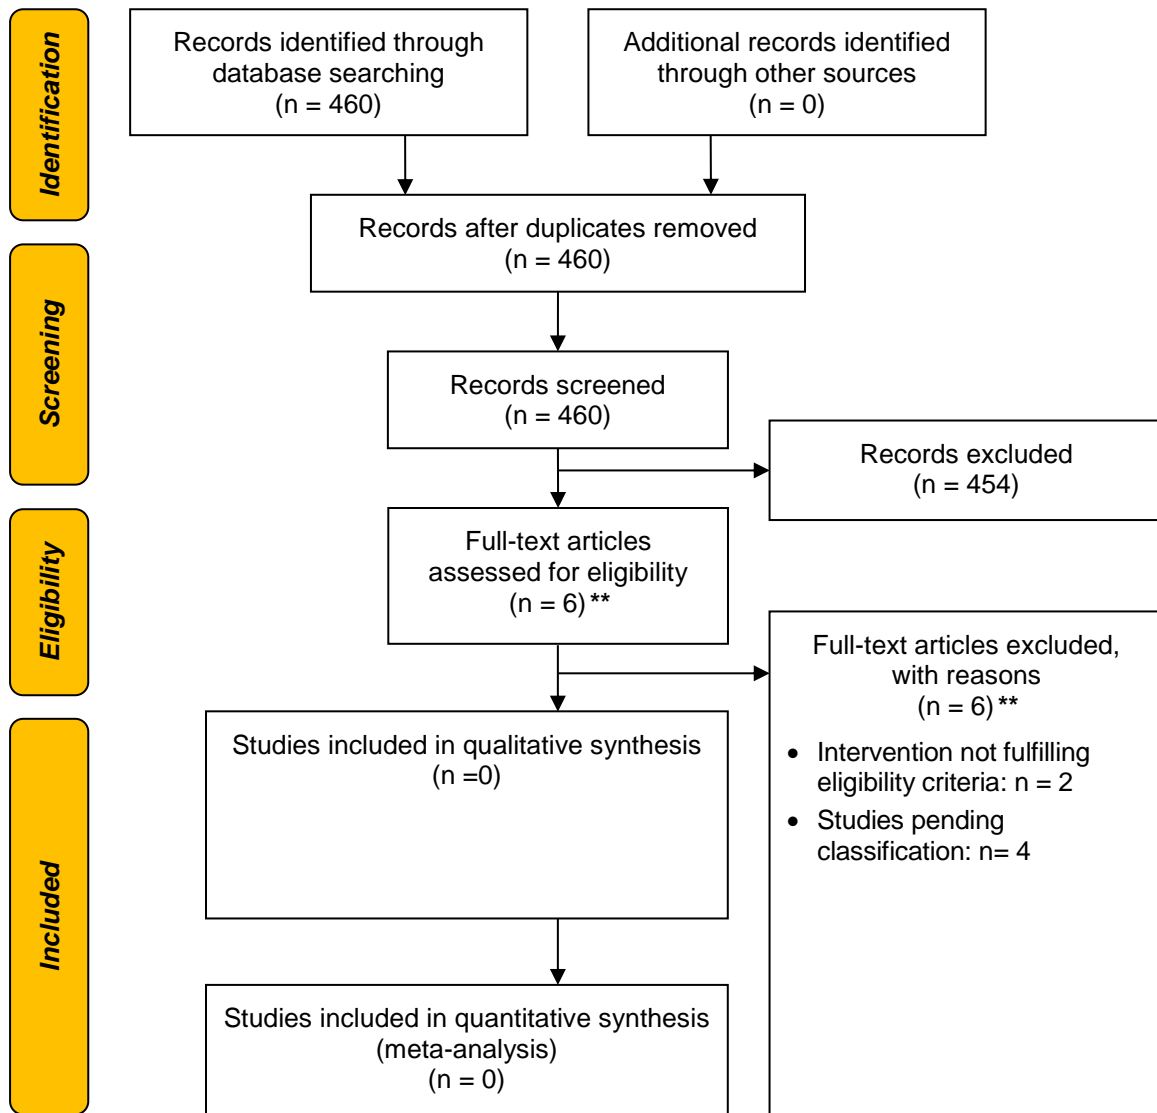 Identification
Records identified through
database searching
(n = 460)
Additional records identified
through other sources
(n = 0)
Records after duplicates removed
(n = 460)
Screening
Records screened
(n = 460)
Records excluded
(n = 454)
Eligibility
Full-text articles
assessed for eligibility
(n = 6) **
Full-text articles excluded,
with reasons
(n = 6) **
• Intervention not fulfilling
eligibility criteria: n = 2
• Studies pending
classification: n= 4
Included
Studies included in qualitative synthesis
(n =0)
Studies included in quantitative synthesis
(meta-analysis)
(n = 0)